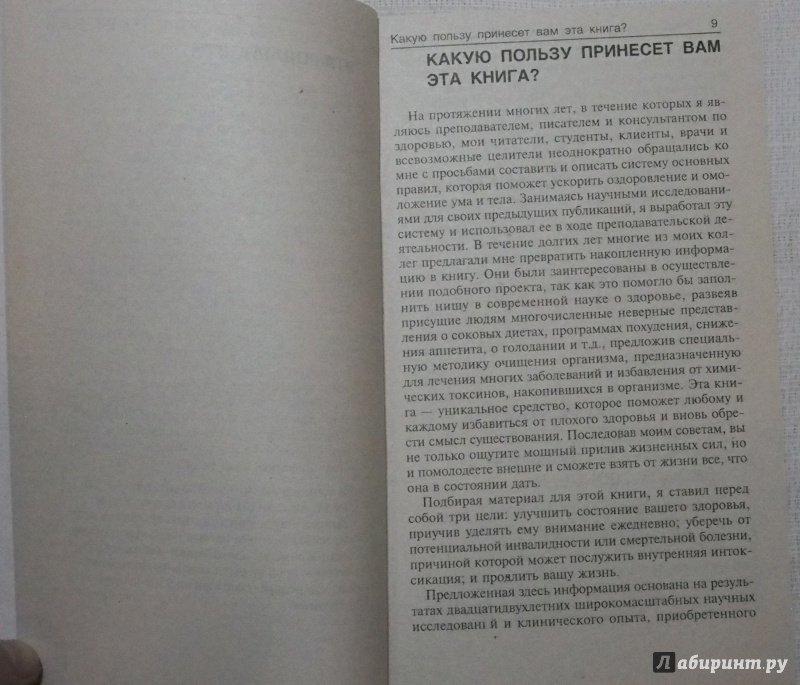 Какую пользу принесет вам эта книга? 9
КАКУЮ ПОЛЬЗУ ПРИНЕСЕТ ВАМ
ЭТА КНИГА?
На протяжении многих лет, в течение которых я яв-
ляюсь преподавателем, писателем и консультантом по
здоровью, мои читатели, студенты, клиенты, врачи и
всевозможные целители неоднократно обращались ко
мне с просьбами составить и описать систему основных
правил, которая поможет ускорить оздоровление и омо-
ложение ума и тела. Занимаясь научными исследовани-
ями для своих предыдущих публикаций, я выработал эту
систему и использовал ее в ходе преподавательской де-
ятельности. В течение долгих лет многие из моих кол-
лег предлагали мне превратить накопленную информа-
цию в книгу. Они были заинтересованы в осуществле-
нии подобного проекта, так как это помогло бы запол-
нить нишу в современной науке о здоровье, развеяв
присущие людям многочисленные неверные представ-
ления о соковых диетах, программах похудения, сниже-
ния аппетита, о голодании и т.д., предложив специаль-
ную методику очищения организма, предназначенную
для лечения многих заболеваний и избавления от хими-
ческих токсинов, накопившихся в организме. Эта кни-
га — уникальное средство, которое поможет любому и
каждому избавиться от плохого здоровья и вновь обре-
сти смысл существования. Последовав моим советам, вы
не только ощутите мощный прилив жизненных сил, но
и помолодеете внешне и сможете взять от жизни все, что
она в состоянии дать.
Подбирая материал для этой книги, я ставил перед
собой три цели: улучшить состояние вашего здоровья,
приучив уделять ему внимание ежедневно; уберечь от
потенциальной инвалидности или смертельной болезни,
причиной которой может послужить внутренняя инток-
сикация; и продлить вашу жизнь.
Предложенная здесь информация основана на резуль-
татах двадцатидвухлетних широкомасштабных научных
исследований и клинического опыта, приобретенного
Лабиринт.ру